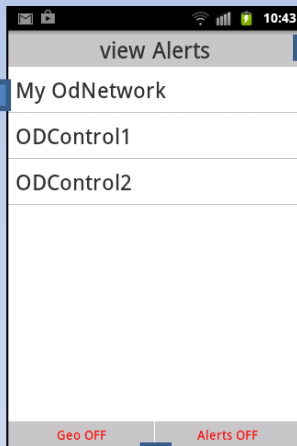 10:43
view Alerts
My OdNetwork
ODControl1
ODControl2
Geo OFF Alerts OFF